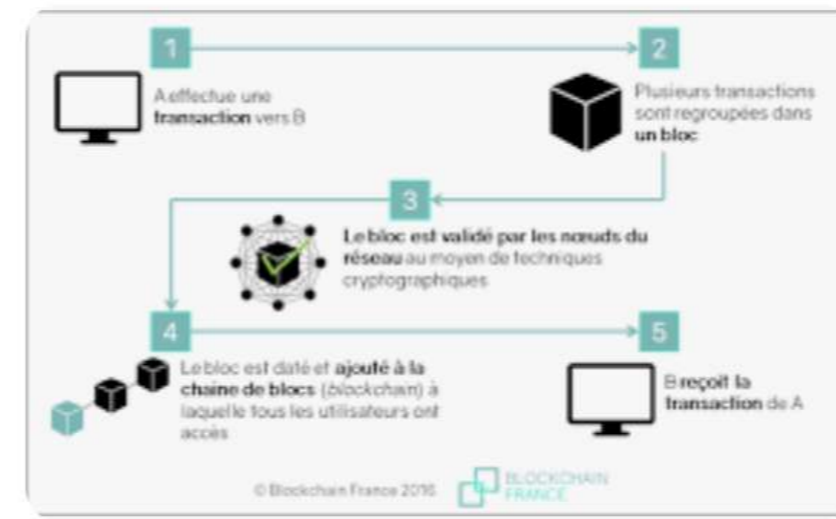 1
2
A effectue une
transaction vers B
Plusieurs transactions
sont regroupées dans
un bloc
3
Le bloc est validé par les nœuds du
réseau au moyen de techniques
cryptographiques
4
5
Le bloc est daté et ajouté à la
chaine de blocs (blockchain) à
laquelle tous les utilisateurs ont
accès
B reçoit la
transaction de A
© Blockchain France 2016
BLOCKCHAIN
FRANCE